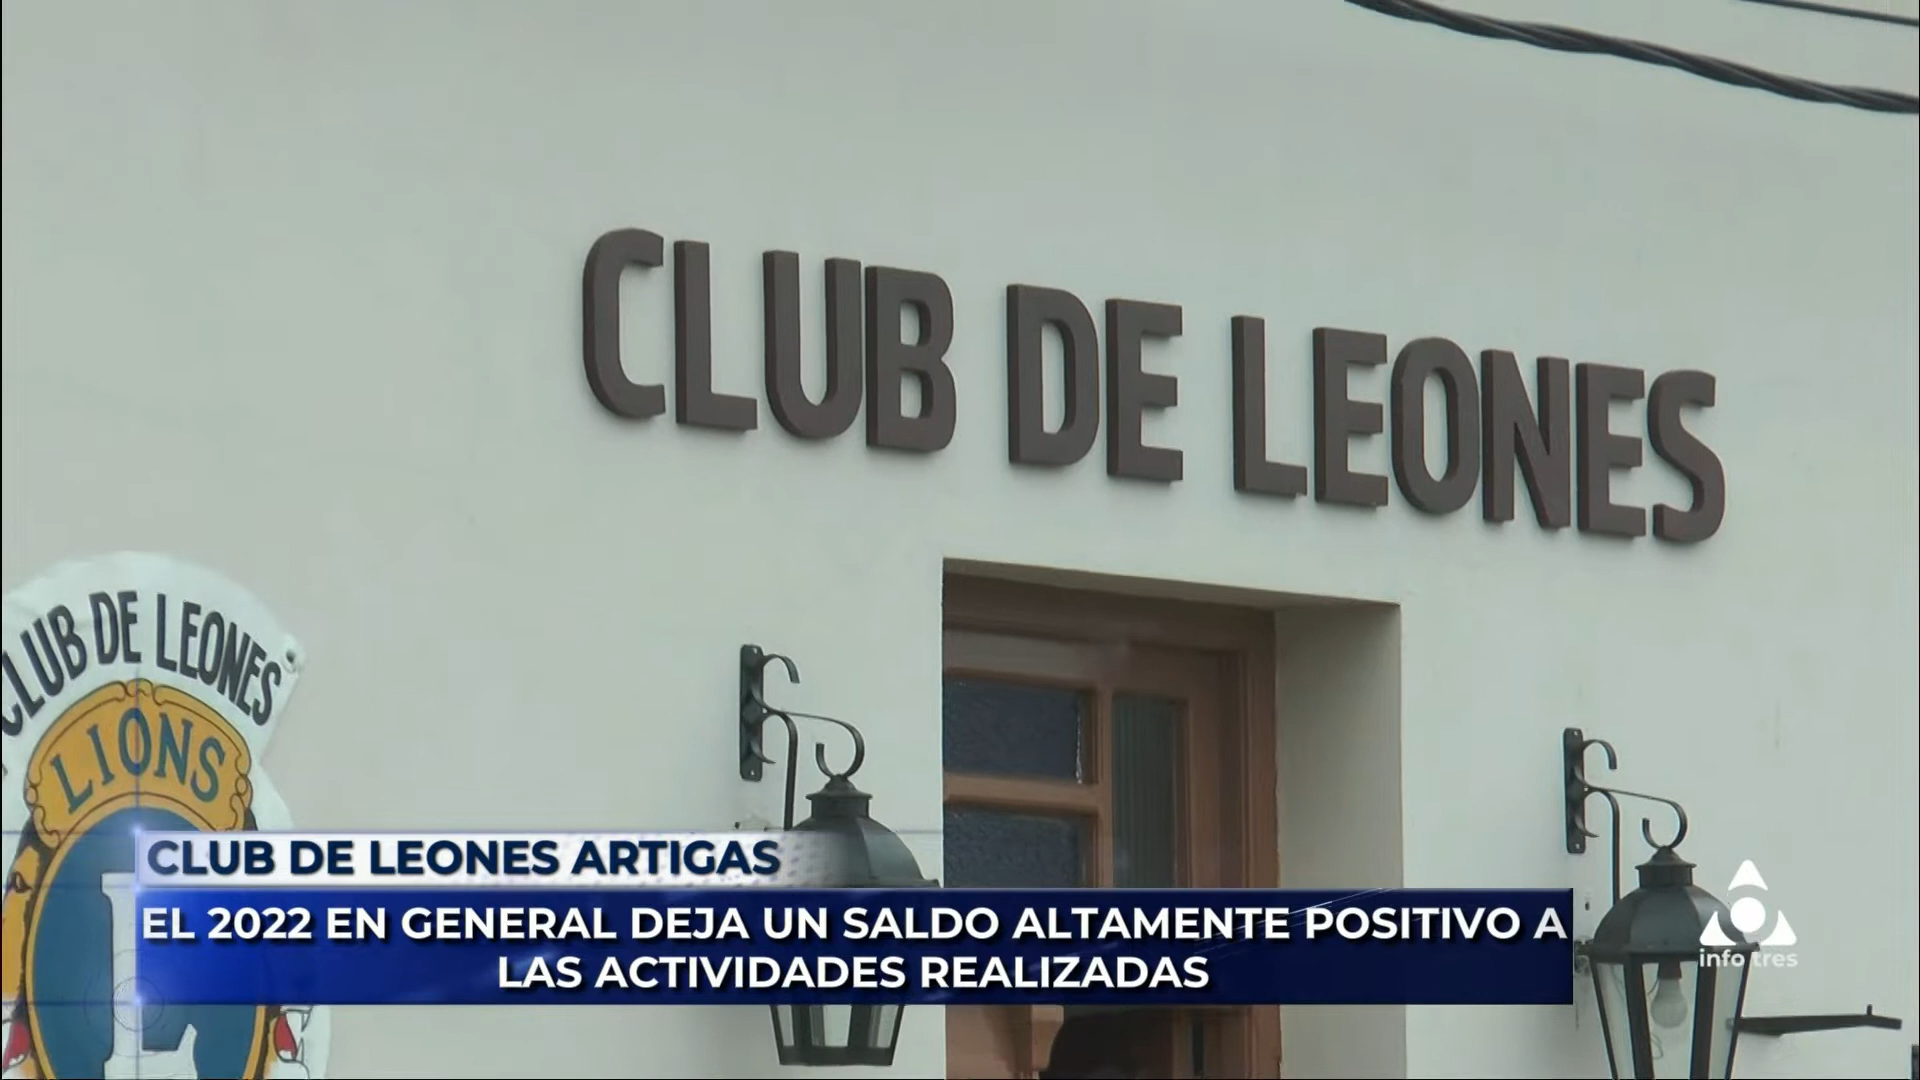 CLUB DE LEONES
CLUB DE LEONES
LIONS
L
CLUB DE LEONES ARTIGAS
EL 2022 EN GENERAL DEJA UN SALDO ALTAMENTE POSITIVO A
LAS ACTIVIDADES REALIZADAS
info tres